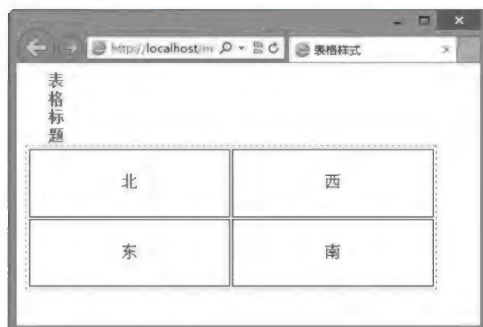 http://localhost/m
表格样式
表
格
标
题
北 西
东 南